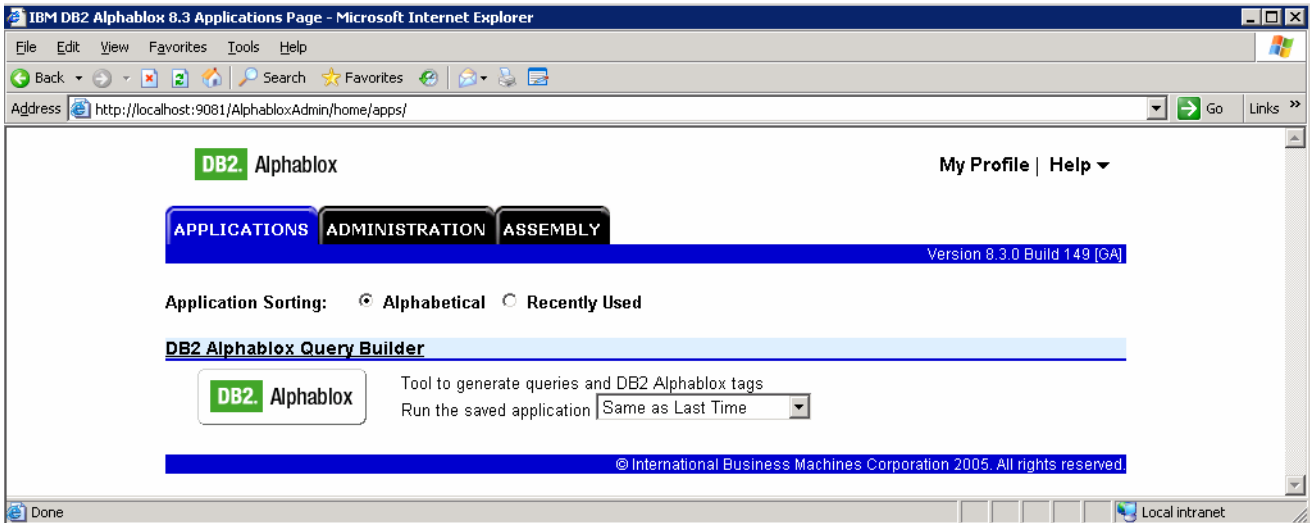 IBM DB2 Alphablox 8.3 Applications Page - Microsoft Internet Explorer
File Edit View Favorites Tools Help
Back Search Favorites
Address http://localhost:9081/AlphabloxAdmin/home/apps/ Go Links »
DB2. Alphablox My Profile | Help
APPLICATIONS ADMINISTRATION ASSEMBLY
Version 8.3.0 Build 149 [GA]
Application Sorting: Alphabetical Recently Used
DB2 Alphablox Query Builder
DB2. Alphablox
Tool to generate queries and DB2 Alphablox tags
Run the saved application Same as Last Time
© International Business Machines Corporation 2005. All rights reserved.
Done Local intranet